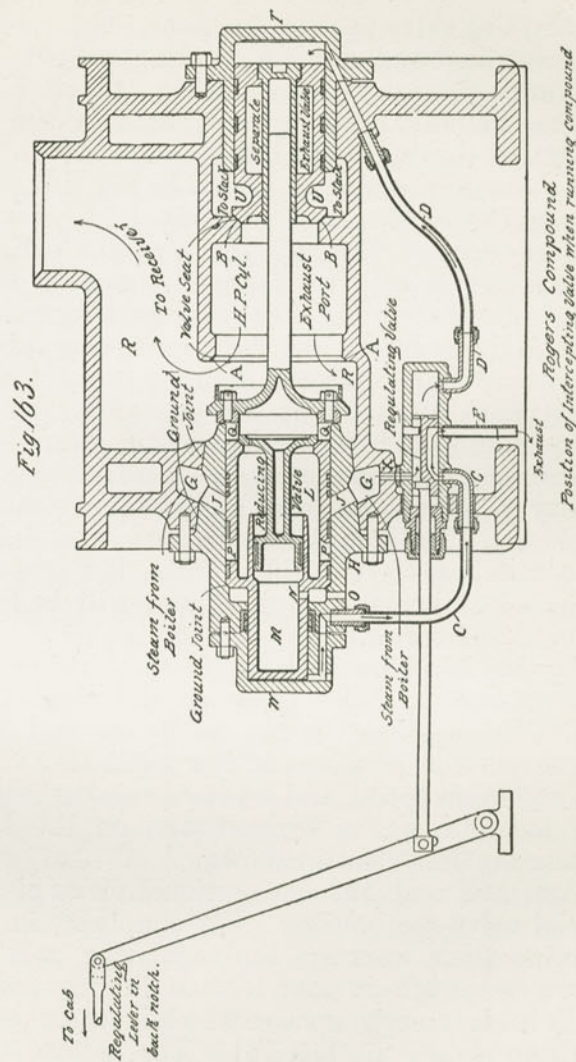 Fig 163.
To Receiver
R
Ground
Joint
A
H.P. Cyl.
Valve Seat
B
To Stack
U
Separate
Exhaust Valve
To Stack
U
B
T
Steam from
Boiler
Ground Joint
G
J
Q
Reducing
Valve
L
P
P
Q
J
G
Exhaust
Port
R
A
W
M
N
O
H
X
Steam from
Boiler
Regulating Valve
C
C
E
Exhaust
D'
D
To Cab
Regulating
Lever in
back notch.
Rogers Compound
Position of Intercepting Valve when running compound